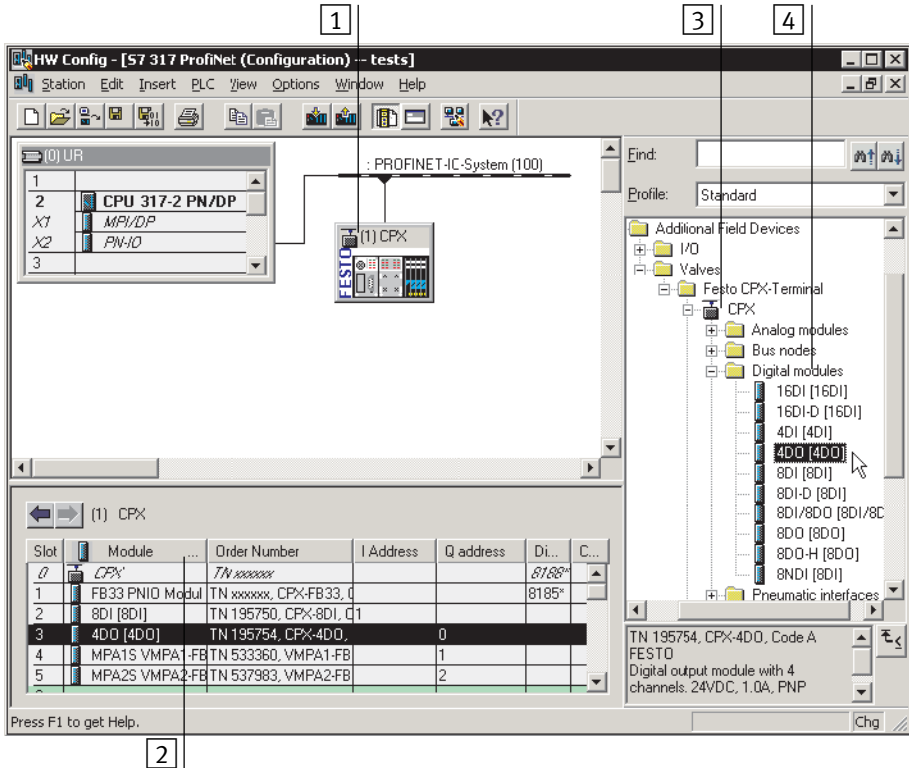 1
3
4
HW Config - [S7 317 ProfiNet (Configuration) -- tests]
Station Edit Insert PLC View Options Window Help
(0) UR
1
2 CPU 317-2 PN/DP
X1 MPI/DP
X2 PN-IO
3
: PROFINET-IC-System (100)
(1) CPX
FESTO
Find:
Profile: Standard
Additional Field Devices
I/O
Valves
Festo CPX-Terminal
CPX
Analog modules
Bus nodes
Digital modules
16DI [16DI]
16DI-D [16DI]
4DI [4DI]
4DO [4DO]
8DI [8DI]
8DI-D [8DI]
8DI/8DO [8DI/8D
8DO [8DO]
8DO-H [8DO]
8NDI [8DI]
Pneumatic interfaces
(1) CPX
Slot Module ... Order Number I Address Q address Di... C...
0 CPX TN xxxxxx 8188*
1 FB33 PNIO Modul TN xxxxxx, CPX-FB33, 8185*
2 8DI [8DI] TN 195750, CPX-8DI, 1
3 4DO [4DO] TN 195754, CPX-4DO, 0
4 MPA1S VMPA1-FB TN 533360, VMPA1-FB 1
5 MPA2S VMPA2-FB TN 537983, VMPA2-FB 2
TN 195754, CPX-4DO, Code A
FESTO
Digital output module with 4
channels. 24VDC, 1.0A, PNP
Press F1 to get Help.
Chg
2